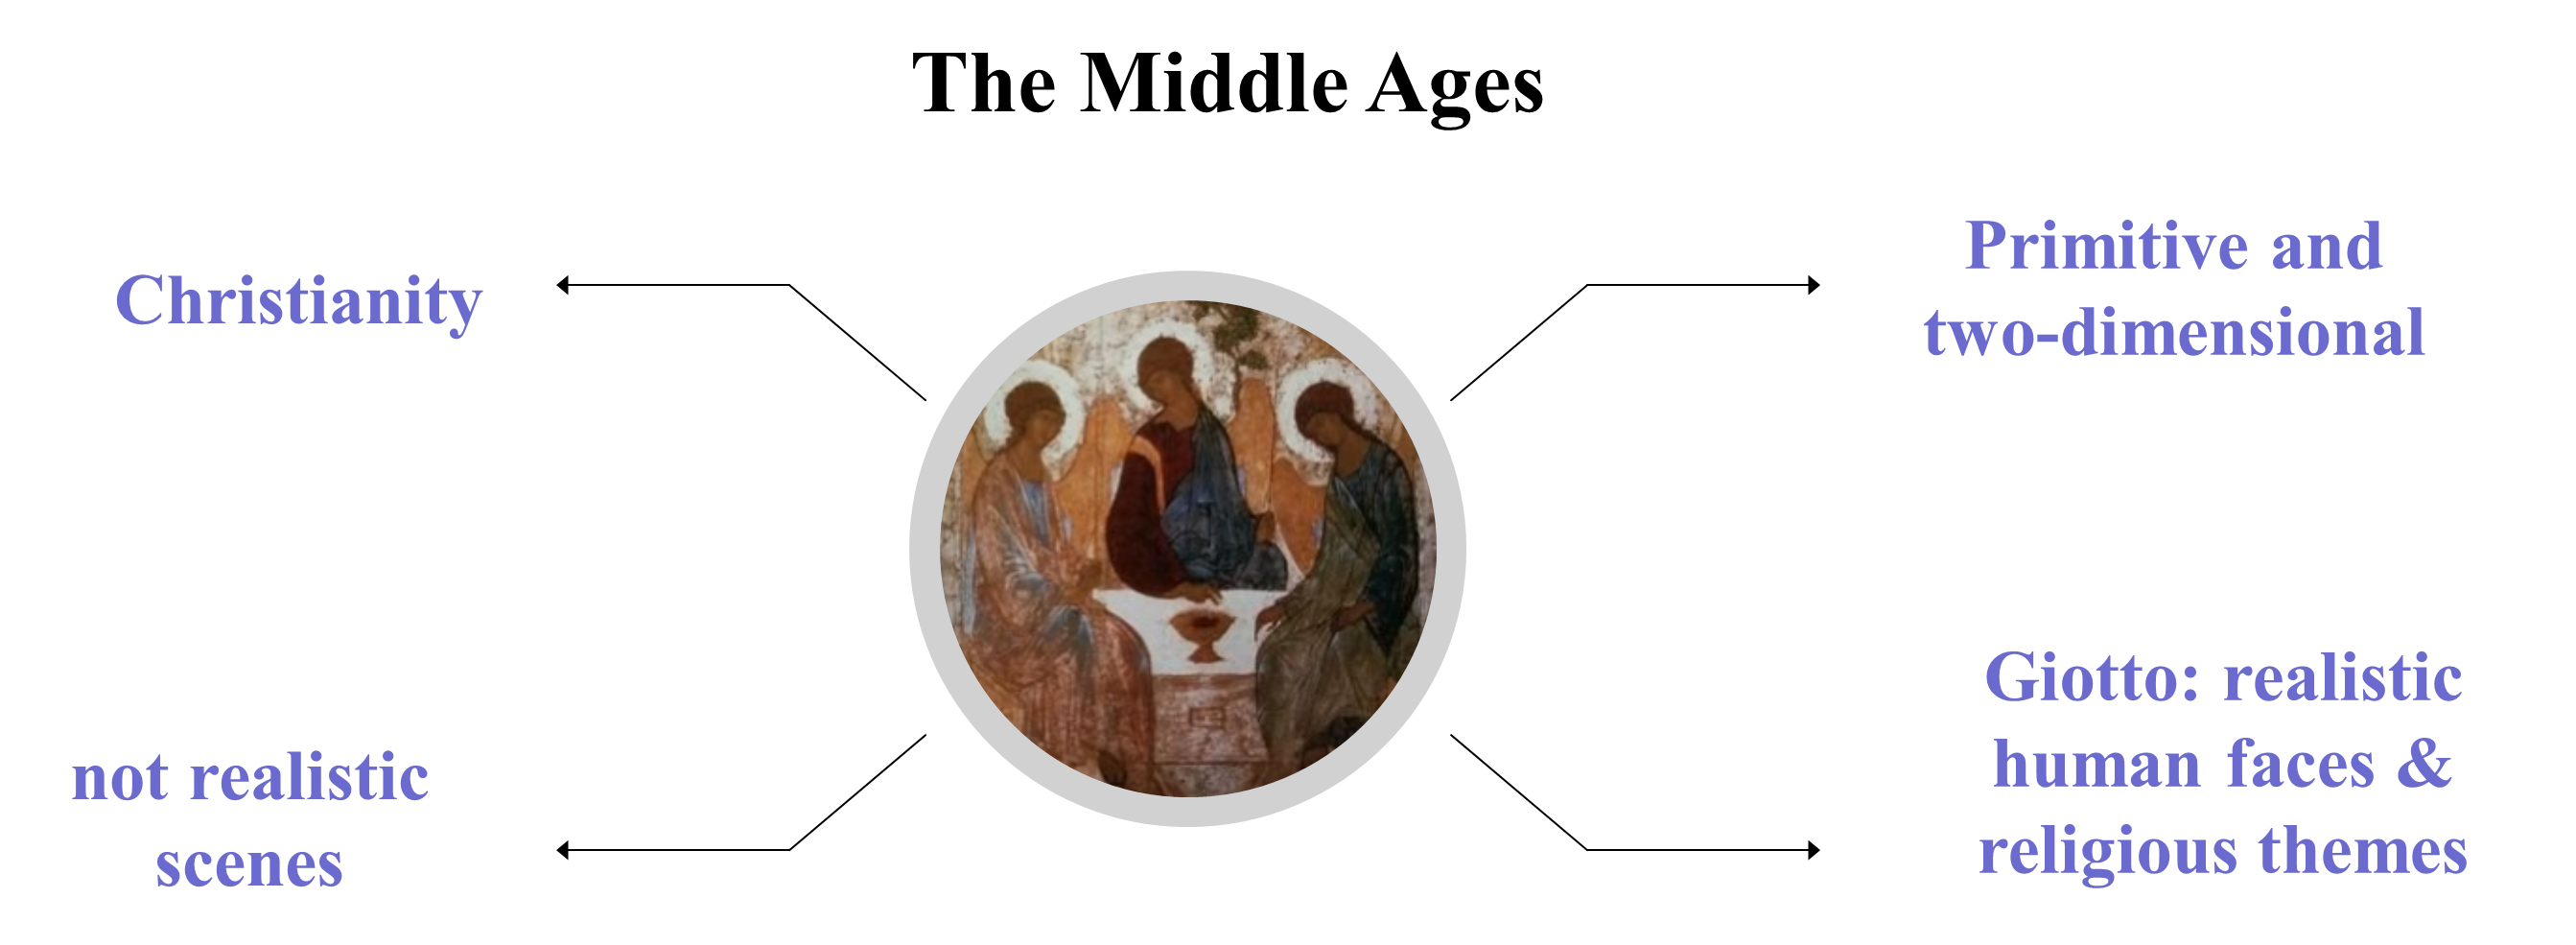 The Middle Ages
Christianity
Primitive and
two-dimensional
not realistic
scenes
Giotto: realistic
human faces &
religious themes